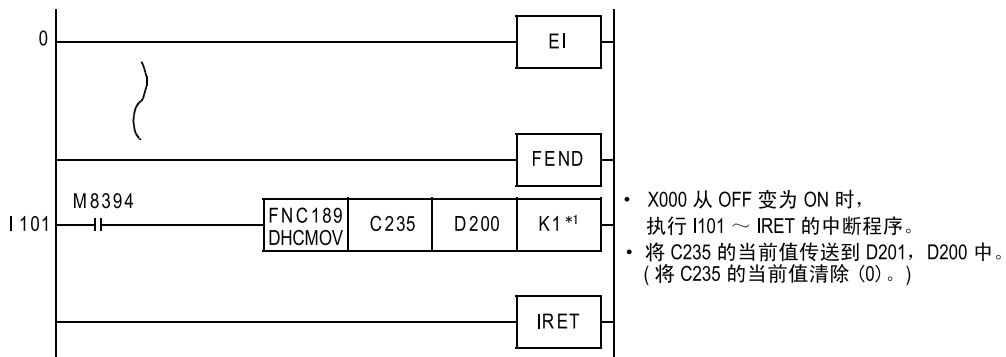 0 EI
FEND
M8394
I101 FNC189 DHCMOV C235 D200 K1*1
IRET
• X000 从 OFF 变为 ON 时，
执行 I101 ～ IRET 的中断程序。
• 将 C235 的当前值传送到 D201，D200 中。
( 将 C235 的当前值清除 (0) 。)